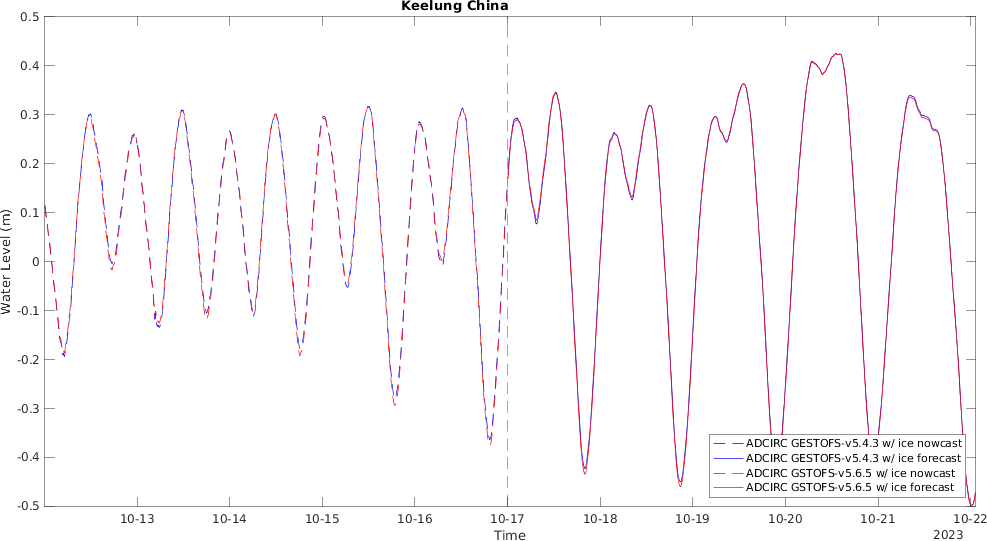 Keelung China
0.5
0.4
0.3
0.2
0.1
0
-0.1
-0.2
-0.3
-0.4
-0.5
Water Level (m)
ADCIRC GESTOFS-v5.4.3 w/ ice nowcast
ADCIRC GESTOFS-v5.4.3 w/ ice forecast
ADCIRC GSTOFS-v5.6.5 w/ ice nowcast
ADCIRC GSTOFS-v5.6.5 w/ ice forecast
10-13 10-14 10-15 10-16 10-17 10-18 10-19 10-20 10-21 10-22
Time
2023